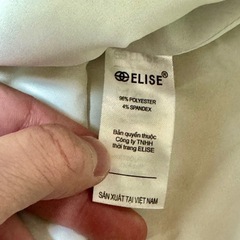 ELISE®
96% POLYESTER
4% SPANDEX
Bản quyền thuộc
Công ty TNHH
thời trang ELISE
SẢN XUẤT TẠI VIỆT NAM